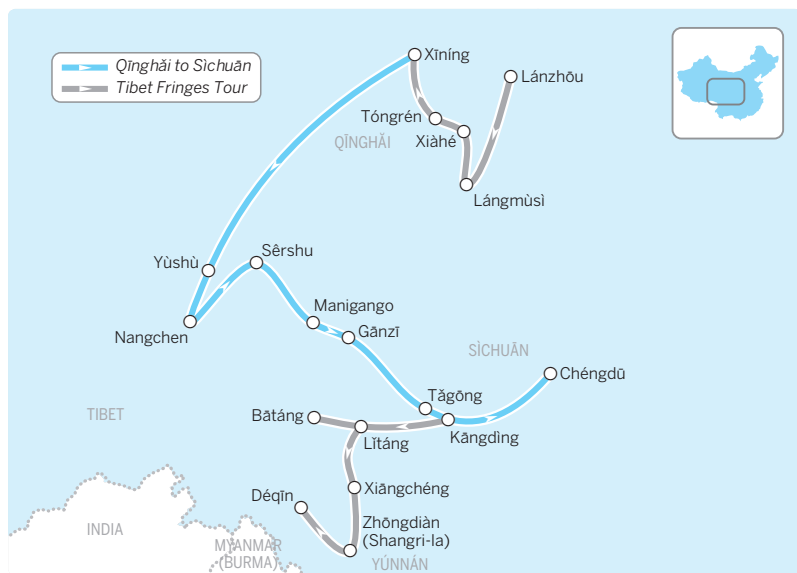 Qīnghǎi to Sìchuān
Tibet Fringes Tour
Xīníng
Lánzhōu
Tóngrén
Xiàhé
QĪNGHǍI
Lángmùsì
Yùshù
Sêrshu
Nangchen
Manigango
Gānzī
SÌCHUĀN
Chéngdū
Tǎgōng
TIBET
Bātáng
Lǐtáng
Kāngdìng
Xiāngchéng
Déqīn
Zhōngdiàn
(Shangri-la)
INDIA
MYANMAR
(BURMA)
YÚNNÁN